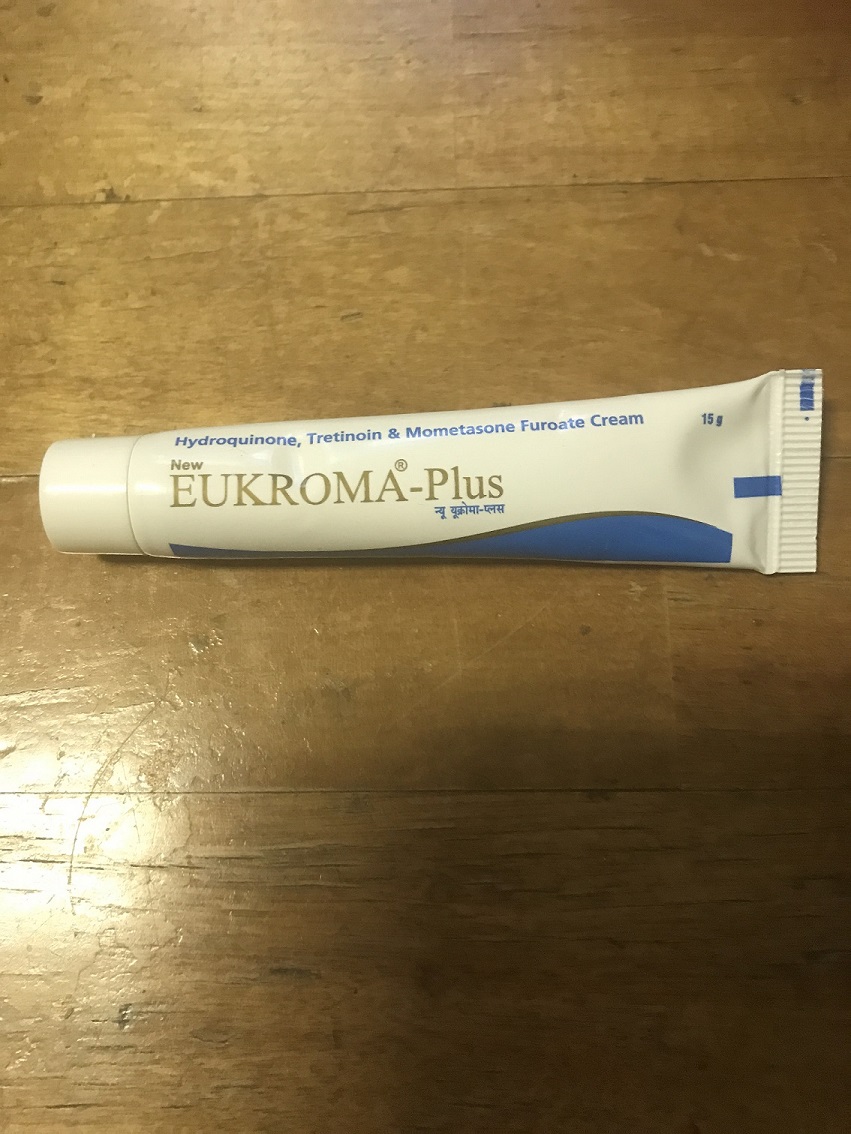 Hydroquinone, Tretinoin & Mometasone Furoate Cream
15 g
New
EUKROMA®-Plus
न्यू यूक्रोमा-प्लस